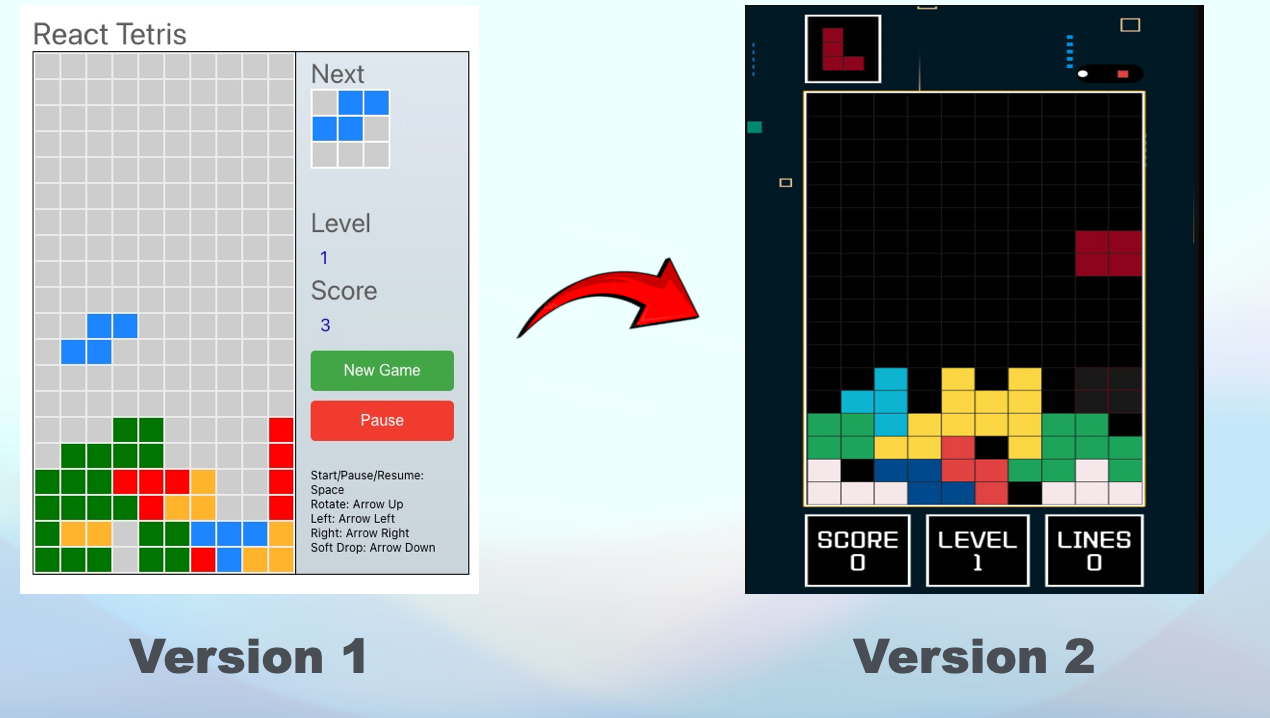 React Tetris
Next
Level
1
Score
3
New Game
Pause
Start/Pause/Resume:
Space
Rotate: Arrow Up
Left: Arrow Left
Right: Arrow Right
Soft Drop: Arrow Down
SCORE
0
LEVEL
1
LINES
0
Version 1
Version 2